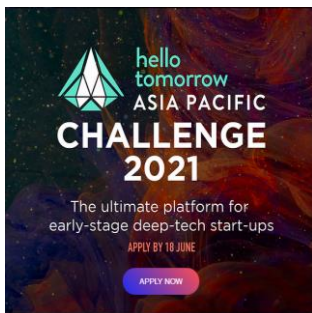 hello
tomorrow
ASIA PACIFIC
CHALLENGE
2021
The ultimate platform for
early-stage deep-tech start-ups
APPLY BY 18 JUNE
APPLY NOW